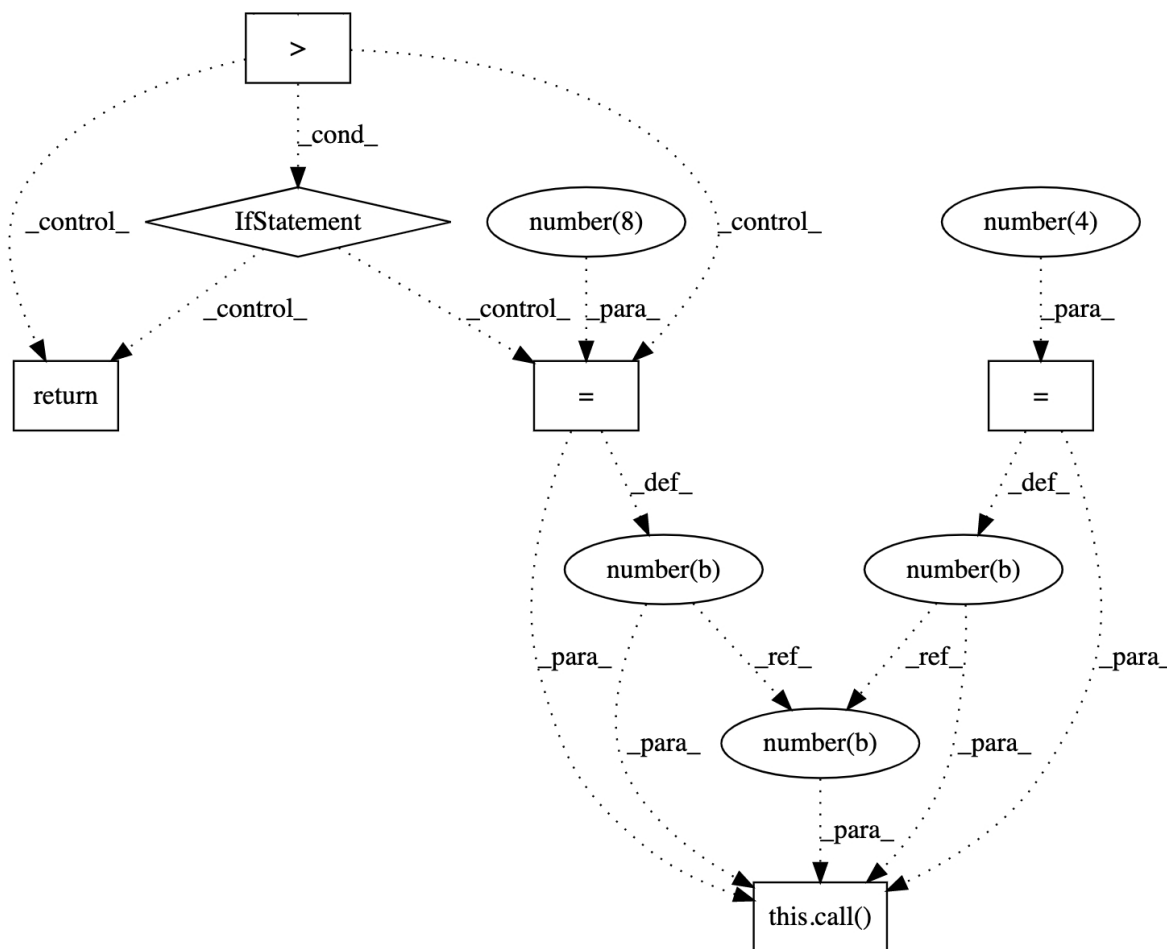 >
_cond_
_control_
IfStatement
number(8)
_control_
number(4)
_control_
_control_
_para_
_para_
return
=
=
_def_
_def_
number(b)
number(b)
_para_
_ref_
_ref_
_para_
_para_
number(b)
_para_
_para_
this.call()